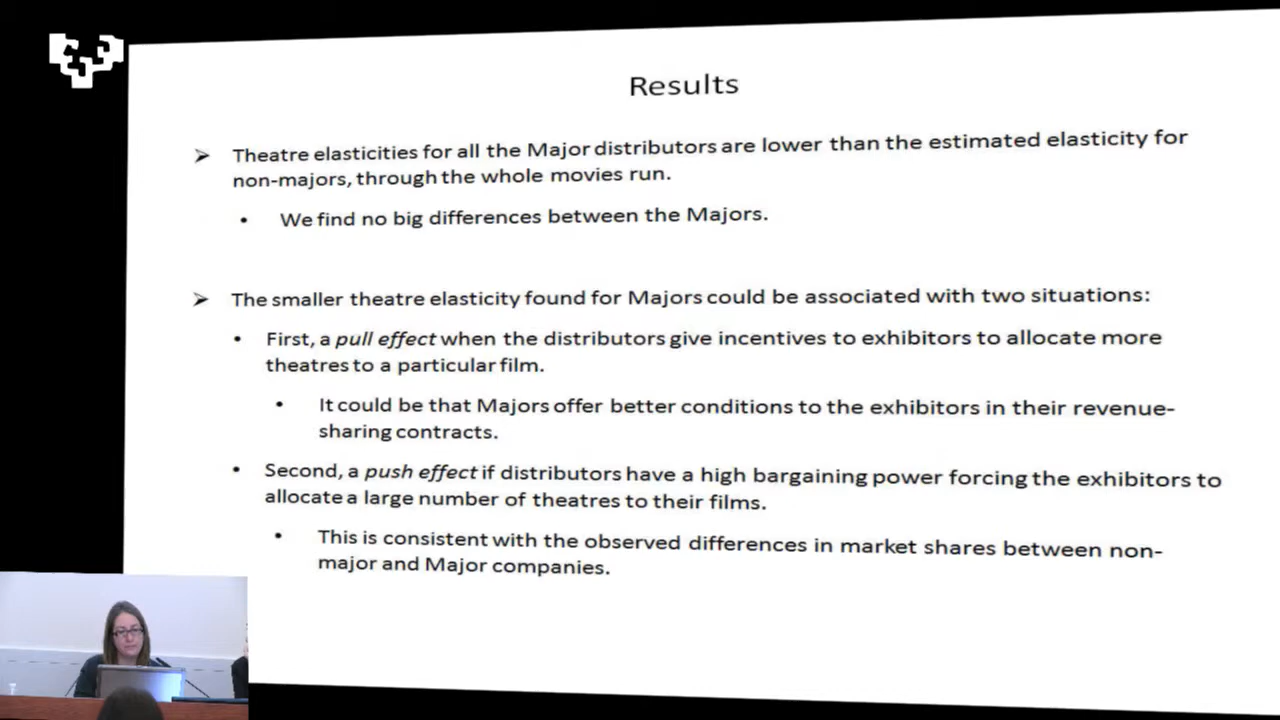 Results
➢ Theatre elasticities for all the Major distributors are lower than the estimated elasticity for
non-majors, through the whole movies run.
• We find no big differences between the Majors.
➢ The smaller theatre elasticity found for Majors could be associated with two situations:
• First, a pull effect when the distributors give incentives to exhibitors to allocate more
theatres to a particular film.
• It could be that Majors offer better conditions to the exhibitors in their revenue-
sharing contracts.
• Second, a push effect if distributors have a high bargaining power forcing the exhibitors to
allocate a large number of theatres to their films.
• This is consistent with the observed differences in market shares between non-
major and Major companies.